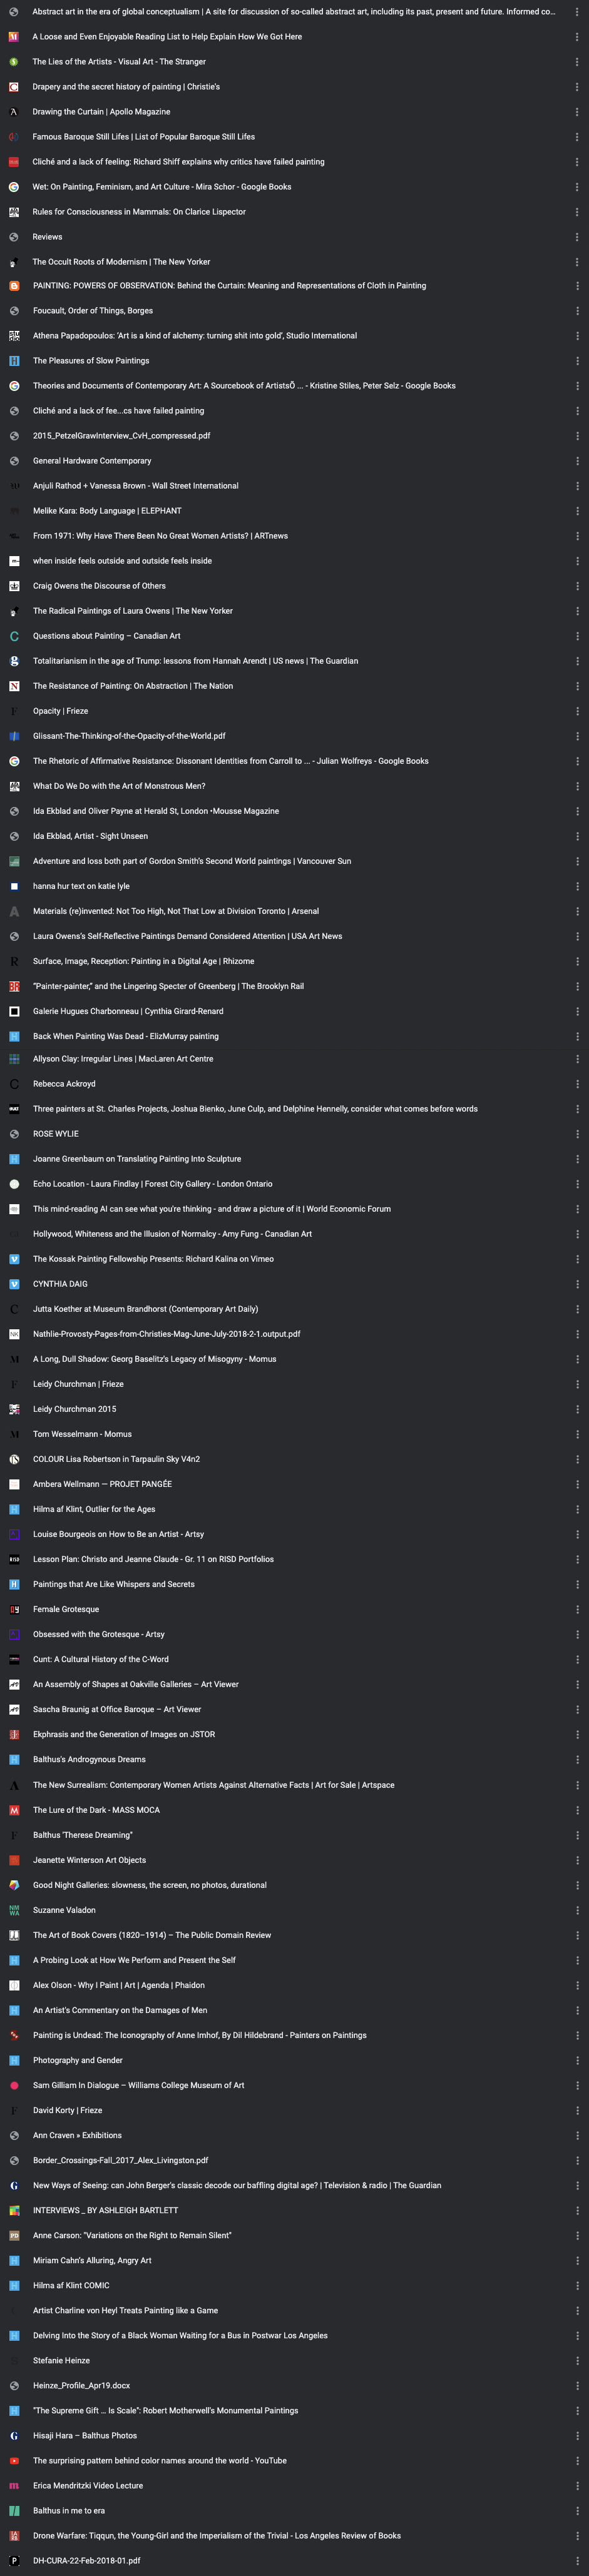 Abstract art in the era of global conceptualism | A site for discussion of so-called abstract art, including its past, present and future. Informed co...
A Loose and Even Enjoyable Reading List to Help Explain How We Got Here
The Lies of the Artists - Visual Art - The Stranger
Drapery and the secret history of painting | Christie's
Drawing the Curtain | Apollo Magazine
Famous Baroque Still Lifes | List of Popular Baroque Still Lifes
Cliché and a lack of feeling: Richard Shiff explains why critics have failed painting
Wet: On Painting, Feminism, and Art Culture - Mira Schor - Google Books
Rules for Consciousness in Mammals: On Clarice Lispector
Reviews
The Occult Roots of Modernism | The New Yorker
PAINTING: POWERS OF OBSERVATION: Behind the Curtain: Meaning and Representations of Cloth in Painting
Foucault, Order of Things, Borges
Athena Papadopoulos: 'Art is a kind of alchemy: turning shit into gold', Studio International
The Pleasures of Slow Paintings
Theories and Documents of Contemporary Art: A Sourcebook of ArtistsÕ ... - Kristine Stiles, Peter Selz - Google Books
Cliché and a lack of fee...cs have failed painting
2015_PetzelGrawInterview_CvH_compressed.pdf
General Hardware Contemporary
Anjuli Rathod + Vanessa Brown - Wall Street International
Melike Kara: Body Language | ELEPHANT
From 1971: Why Have There Been No Great Women Artists? | ARTnews
when inside feels outside and outside feels inside
Craig Owens the Discourse of Others
The Radical Paintings of Laura Owens | The New Yorker
Questions about Painting – Canadian Art
Totalitarianism in the age of Trump: lessons from Hannah Arendt | US news | The Guardian
The Resistance of Painting: On Abstraction | The Nation
Opacity | Frieze
Glissant-The-Thinking-of-the-Opacity-of-the-World.pdf
The Rhetoric of Affirmative Resistance: Dissonant Identities from Carroll to ... - Julian Wolfreys - Google Books
What Do We Do with the Art of Monstrous Men?
Ida Ekblad and Oliver Payne at Herald St, London •Mousse Magazine
Ida Ekblad, Artist - Sight Unseen
Adventure and loss both part of Gordon Smith's Second World paintings | Vancouver Sun
hanna hur text on katie lyle
Materials (re)invented: Not Too High, Not That Low at Division Toronto | Arsenal
Laura Owens's Self-Reflective Paintings Demand Considered Attention | USA Art News
Surface, Image, Reception: Painting in a Digital Age | Rhizome
"Painter-painter," and the Lingering Specter of Greenberg | The Brooklyn Rail
Galerie Hugues Charbonneau | Cynthia Girard-Renard
Back When Painting Was Dead - ElizMurray painting
Allyson Clay: Irregular Lines | MacLaren Art Centre
Rebecca Ackroyd
Three painters at St. Charles Projects, Joshua Bienko, June Culp, and Delphine Hennelly, consider what comes before words
ROSE WYLIE
Joanne Greenbaum on Translating Painting Into Sculpture
Echo Location - Laura Findlay | Forest City Gallery - London Ontario
This mind-reading AI can see what you're thinking - and draw a picture of it | World Economic Forum
Hollywood, Whiteness and the Illusion of Normalcy - Amy Fung - Canadian Art
The Kossak Painting Fellowship Presents: Richard Kalina on Vimeo
CYNTHIA DAIG
Jutta Koether at Museum Brandhorst (Contemporary Art Daily)
Nathlie-Provosty-Pages-from-Christies-Mag-June-July-2018-2-1.output.pdf
A Long, Dull Shadow: Georg Baselitz's Legacy of Misogyny - Momus
Leidy Churchman | Frieze
Leidy Churchman 2015
Tom Wesselmann - Momus
COLOUR Lisa Robertson in Tarpaulin Sky V4n2
Ambera Wellmann — PROJET PANGÉE
Hilma af Klint, Outlier for the Ages
Louise Bourgeois on How to Be an Artist - Artsy
Lesson Plan: Christo and Jeanne Claude - Gr. 11 on RISD Portfolios
Paintings that Are Like Whispers and Secrets
Female Grotesque
Obsessed with the Grotesque - Artsy
Cunt: A Cultural History of the C-Word
An Assembly of Shapes at Oakville Galleries – Art Viewer
Sascha Braunig at Office Baroque – Art Viewer
Ekphrasis and the Generation of Images on JSTOR
Balthus's Androgynous Dreams
The New Surrealism: Contemporary Women Artists Against Alternative Facts | Art for Sale | Artspace
The Lure of the Dark - MASS MOCA
Balthus 'Therese Dreaming"
Jeanette Winterson Art Objects
Good Night Galleries: slowness, the screen, no photos, durational
Suzanne Valadon
The Art of Book Covers (1820–1914) – The Public Domain Review
A Probing Look at How We Perform and Present the Self
Alex Olson - Why I Paint | Art | Agenda | Phaidon
An Artist's Commentary on the Damages of Men
Painting is Undead: The Iconography of Anne Imhof, By Dil Hildebrand - Painters on Paintings
Photography and Gender
Sam Gilliam In Dialogue – Williams College Museum of Art
David Korty | Frieze
Ann Craven » Exhibitions
Border_Crossings-Fall_2017_Alex_Livingston.pdf
New Ways of Seeing: can John Berger's classic decode our baffling digital age? | Television & radio | The Guardian
INTERVIEWS _ BY ASHLEIGH BARTLETT
Anne Carson: "Variations on the Right to Remain Silent"
Miriam Cahn's Alluring, Angry Art
Hilma af Klint COMIC
Artist Charline von Heyl Treats Painting like a Game
Delving Into the Story of a Black Woman Waiting for a Bus in Postwar Los Angeles
Stefanie Heinze
Heinze_Profile_Apr19.docx
"The Supreme Gift ... Is Scale": Robert Motherwell's Monumental Paintings
Hisaji Hara – Balthus Photos
The surprising pattern behind color names around the world - YouTube
Erica Mendritzki Video Lecture
Balthus in me to era
Drone Warfare: Tiqqun, the Young-Girl and the Imperialism of the Trivial - Los Angeles Review of Books
DH-CURA-22-Feb-2018-01.pdf